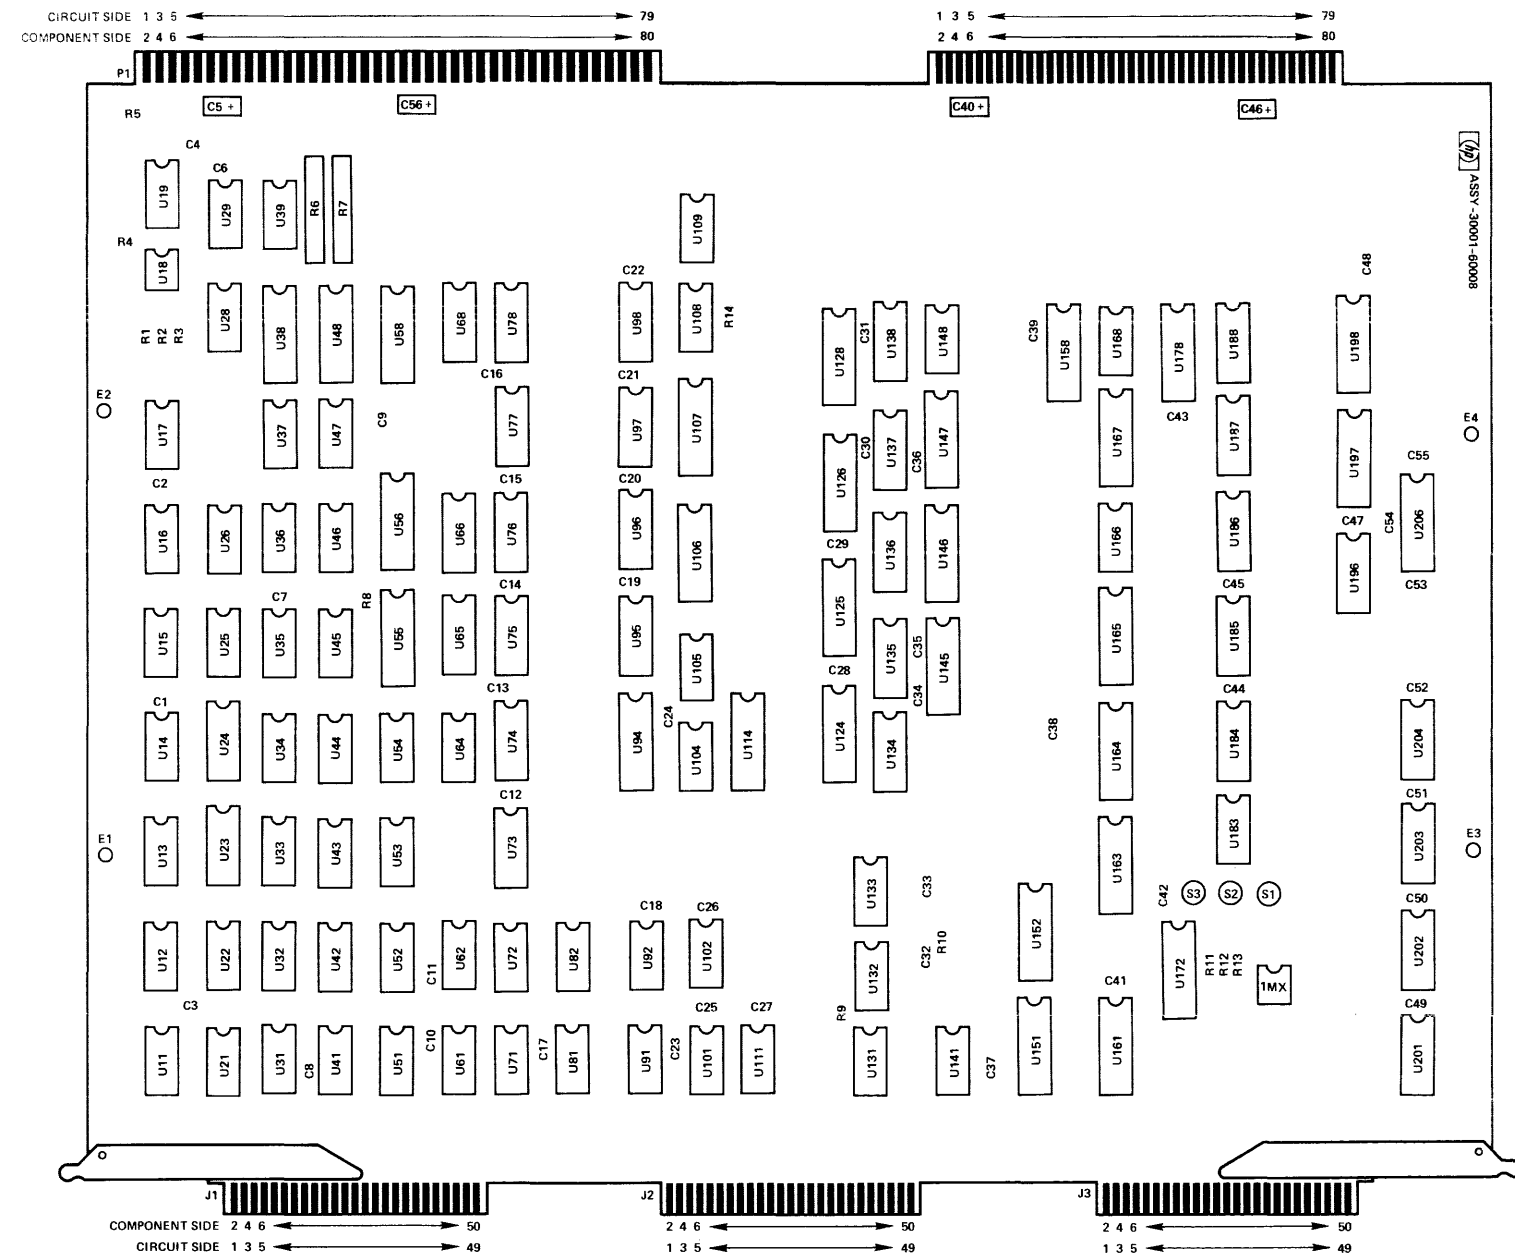 CIRCUIT SIDE 1 3 5 79 1 3 5 79
COMPONENT SIDE 2 4 6 80 2 4 6 80
P1
C5 + C56 + C40 + C46 +
R5
C4
hp ASSY-30001-60008
C6
U19 U29 U39 R6 R7 U109
R4
U18 C22 C48
U28 U38 U48 U58 U68 U78 U98 U108 R14
R1 R2 R3
U128 C31 U138 U148 C39 U158 U168 U178 U188 U198
C16 C21
E2
U17 U37 U47 C9 U77 U97 U107
C30 U137 C36 U147 U167 C43 U187 U197 E4
C55
C2 C15 C20
U16 U26 U36 U46 U56 U66 U76 U96 U106
U126 C29 U136 U146 U166 U186 C47 C54 U206
U196 C53
C7 R8 C14 C19 C45
U15 U25 U35 U45 U55 U65 U75 U95 U105
U125 U135 C35 U145 U165 U185
C28 C34
C1 C13 C24 C44 C52
U14 U24 U34 U44 U54 U64 U74 U94 U104 U114
U124 U134 C38 U164 U184 U204
C12 C51
E1
U13 U23 U33 U43 U53 U73
U183 U203 E3
U133 C33 U163 C42 S3 S2 S1
C18 C26 C50
U12 U22 U32 U42 U52 C11 U62 U72 U82 U92 U102
U132 C32 R10 U152 U172 R11 R12 R13 1MX U202
C3 C25 C27 R9 C41 C49
U11 U21 U31 C8 U41 U51 C10 U61 U71 C17 U81 U91 C23 U101 U111
U131 U141 C37 U151 U161 U201
J1 J2 J3
COMPONENT SIDE 2 4 6 50 2 4 6 50 2 4 6 50
CIRCUIT SIDE 1 3 5 49 1 3 5 49 1 3 5 49